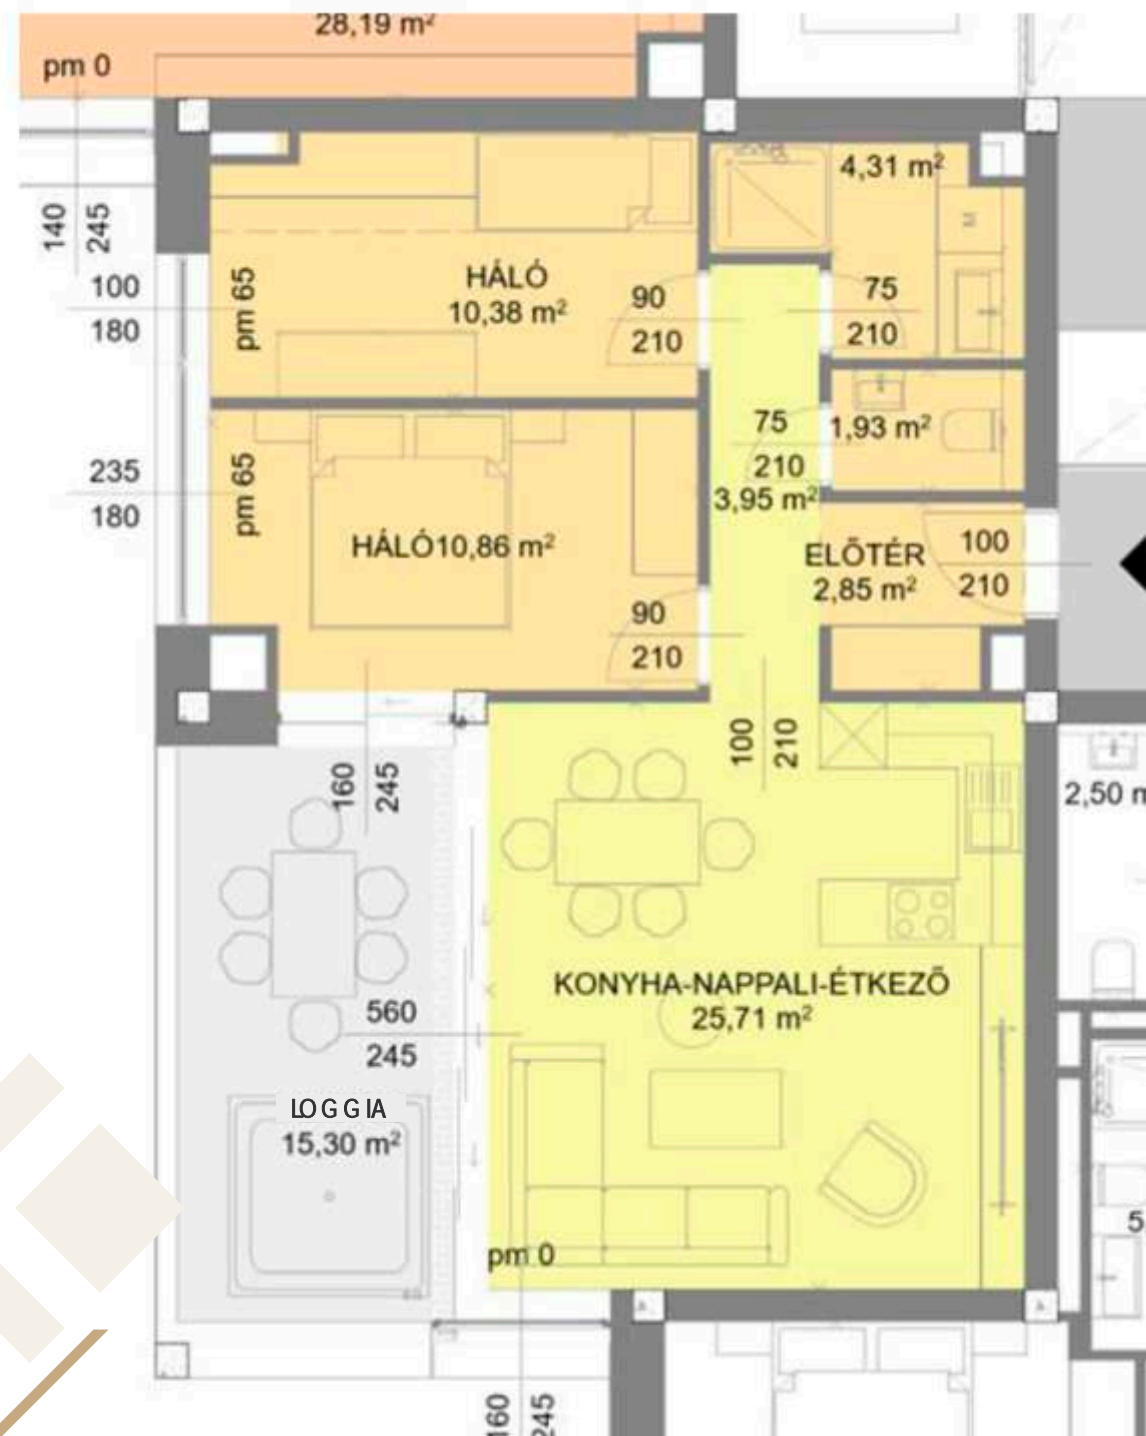 28,19 m²
pm 0
4,31 m²
140
245
100
180
pm 65
HÁLÓ
10,38 m²
90
210
75
210
M
75
210
1,93 m²
3,95 m²
235
180
pm 65
HÁLÓ10,86 m²
ELŐTÉR
2,85 m²
100
210
90
210
100
210
160
245
2,50 m
KONYHA-NAPPALI-ÉTKEZŐ
25,71 m²
560
245
LOGGIA
15,30 m²
pm 0
5,
160
245